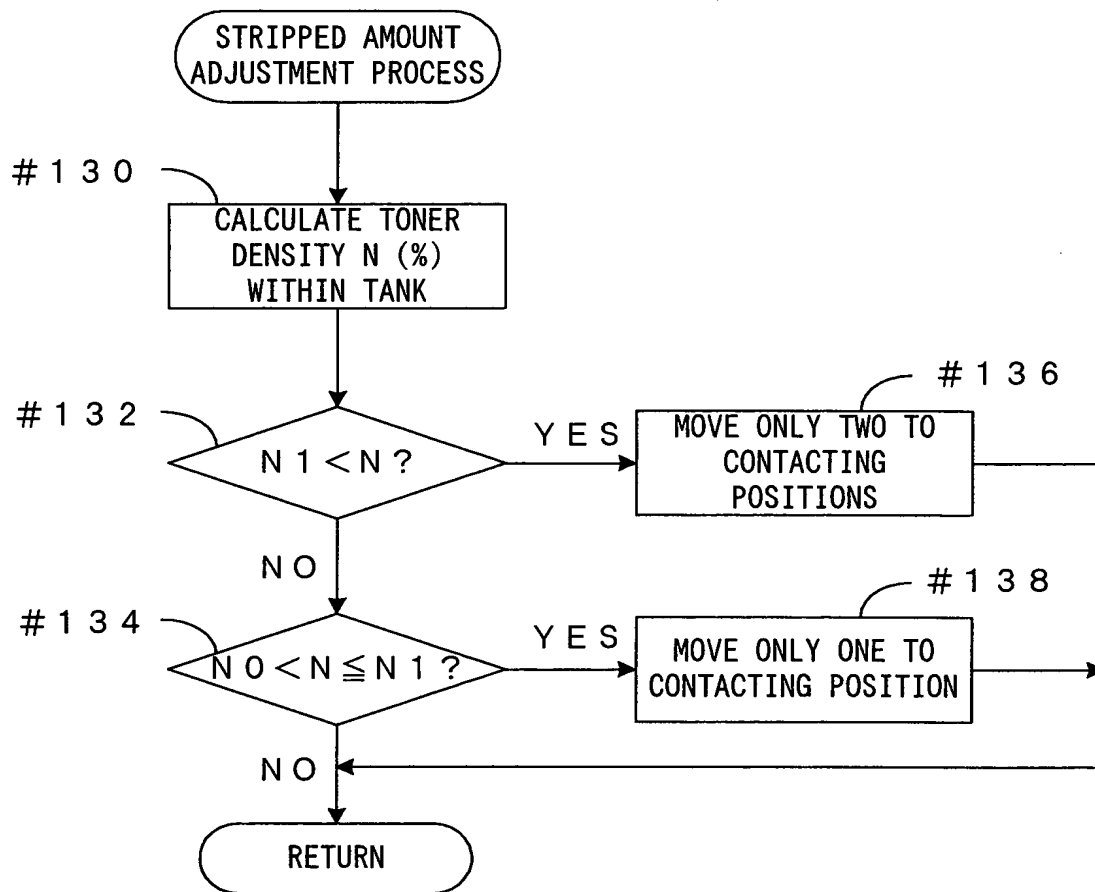 STRIPPED AMOUNT
ADJUSTMENT PROCESS
#130
CALCULATE TONER
DENSITY N (%)
WITHIN TANK
#132
N1<N?
YES
#136
MOVE ONLY TWO TO
CONTACTING
POSITIONS
NO
#134
N0<N≦N1?
YES
#138
MOVE ONLY ONE TO
CONTACTING POSITION
NO
RETURN